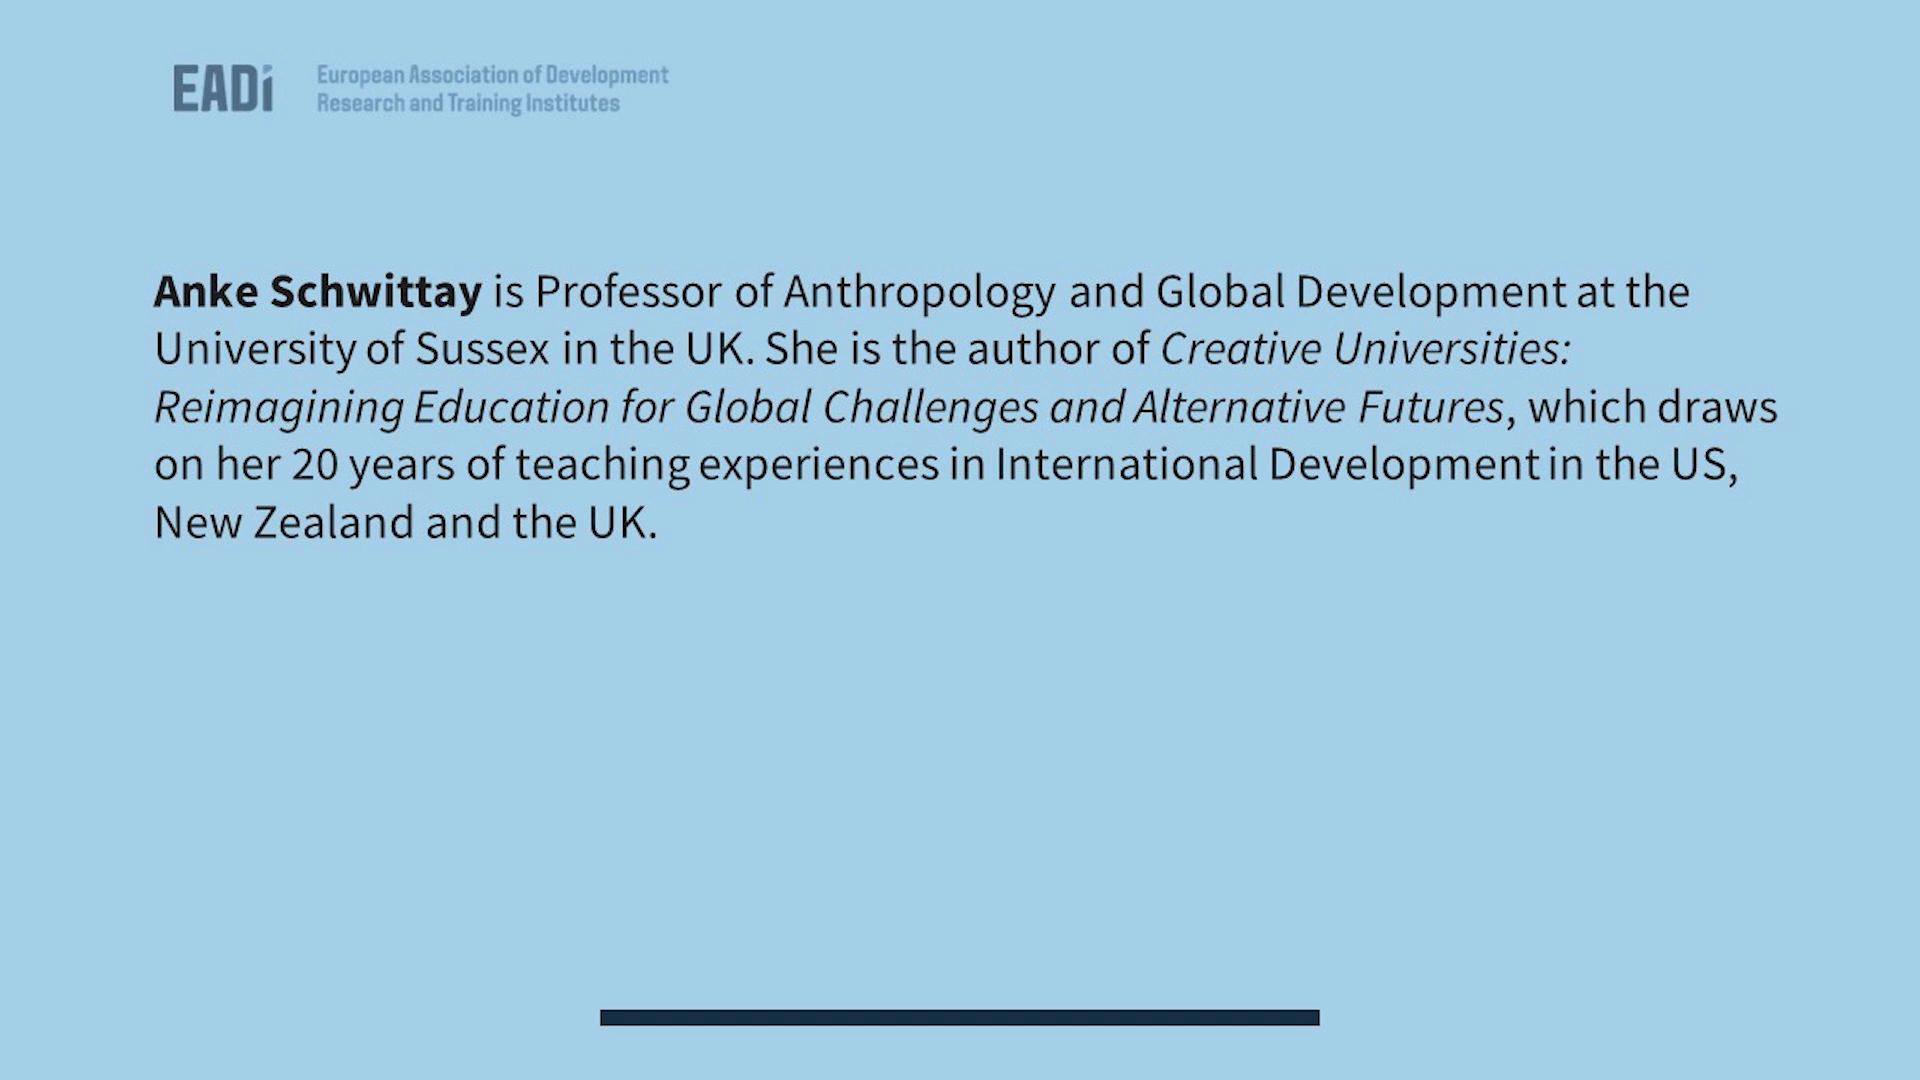 EADi
European Association of Development
Research and Training Institutes
Anke Schwittay is Professor of Anthropology and Global Development at the
University of Sussex in the UK. She is the author of Creative Universities:
Reimagining Education for Global Challenges and Alternative Futures, which draws
on her 20 years of teaching experiences in International Development in the US,
New Zealand and the UK.